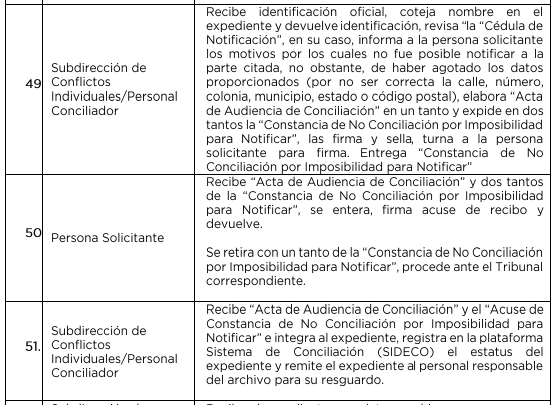 49
Subdirección de
Conflictos
Individuales/Personal
Conciliador
Recibe identificación oficial, coteja nombre en el
expediente y devuelve identificación, revisa “la “Cédula de
Notificación”, en su caso, informa a la persona solicitante
los motivos por los cuales no fue posible notificar a la
parte citada, no obstante, de haber agotado los datos
proporcionados (por no ser correcta la calle, número,
colonia, municipio, estado o código postal), elabora “Acta
de Audiencia de Conciliación” en un tanto y expide en dos
tantos la “Constancia de No Conciliación por Imposibilidad
para Notificar”, las firma y sella, turna a la persona
solicitante para firma. Entrega “Constancia de No
Conciliación por Imposibilidad para Notificar”
50
Persona Solicitante
Recibe “Acta de Audiencia de Conciliación” y dos tantos
de la “Constancia de No Conciliación por Imposibilidad
para Notificar”, se entera, firma acuse de recibo y
devuelve.
Se retira con un tanto de la “Constancia de No Conciliación
por Imposibilidad para Notificar”, procede ante el Tribunal
correspondiente.
51.
Subdirección de
Conflictos
Individuales/Personal
Conciliador
Recibe “Acta de Audiencia de Conciliación” y el “Acuse de
Constancia de No Conciliación por Imposibilidad para
Notificar” e integra al expediente, registra en la plataforma
Sistema de Conciliación (SIDECO) el estatus del
expediente y remite el expediente al personal responsable
del archivo para su resguardo.